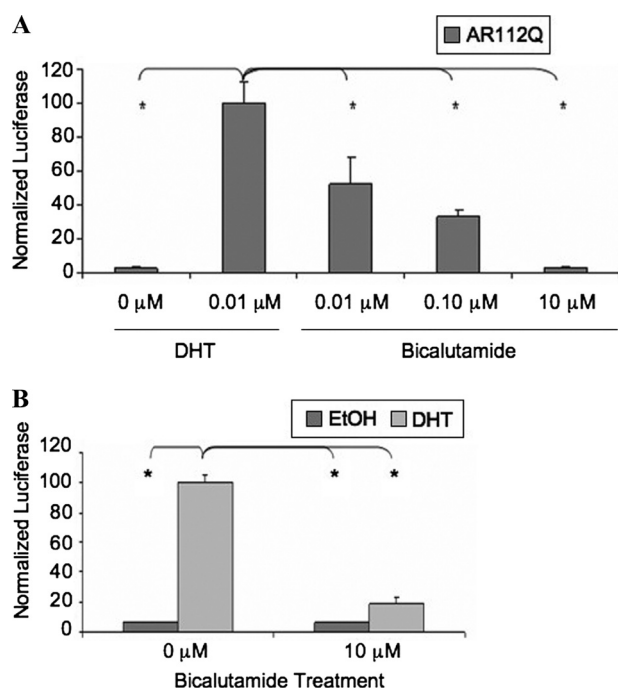 A
AR112Q
Normalized Luciferase
120
100
80
60
40
20
0
* * * *
0 μM 0.01 μM 0.01 μM 0.10 μM 10 μM
DHT Bicalutamide
B
EtOH DHT
Normalized Luciferase
120
100
80
60
40
20
0
* * *
0 μM 10 μM
Bicalutamide Treatment